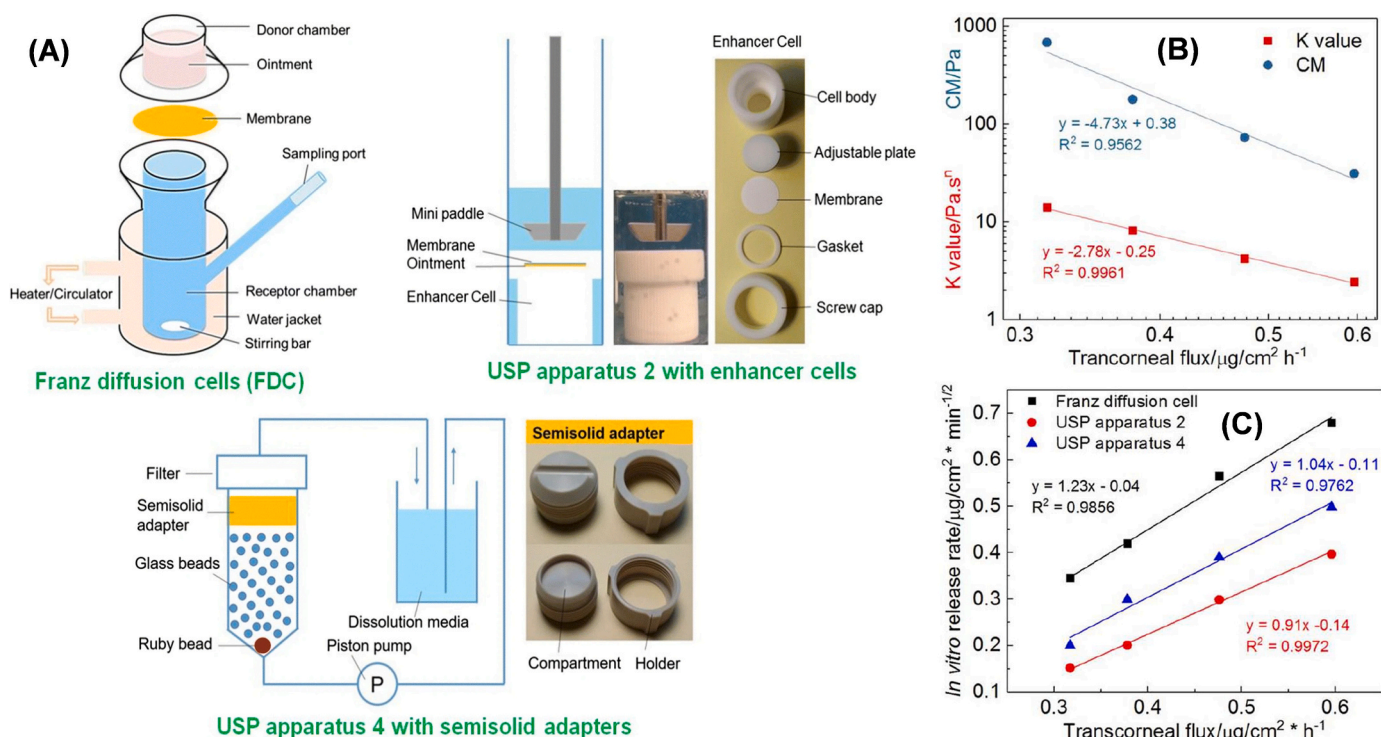 (A)
Donor chamber
Ointment
Membrane
Sampling port
Heater/Circulator
Receptor chamber
Water jacket
Stirring bar
Franz diffusion cells (FDC)
Mini paddle
Membrane
Ointment
Enhancer Cell
Enhancer Cell
Cell body
Adjustable plate
Membrane
Gasket
Screw cap
USP apparatus 2 with enhancer cells
Filter
Semisolid
adapter
Glass beads
Ruby bead
Dissolution media
Piston pump
P
Semisolid adapter
Compartment
Holder
USP apparatus 4 with semisolid adapters
(B)
K value
CM
1000
100
10
1
CM/Pa
K value/Pa.sⁿ
y = -4.73x + 0.38
R² = 0.9562
y = -2.78x - 0.25
R² = 0.9961
0.3 0.4 0.5 0.6
Trancorneal flux/μg/cm² h⁻¹
(C)
Franz diffusion cell
USP apparatus 2
USP apparatus 4
0.7
0.6
0.5
0.4
0.3
0.2
0.1
In vitro release rate/μg/cm² * min⁻¹/²
y = 1.23x - 0.04
R² = 0.9856
y = 1.04x - 0.11
R² = 0.9762
y = 0.91x -0.14
R² = 0.9972
0.3 0.4 0.5 0.6
Transcorneal flux/μg/cm² * h⁻¹